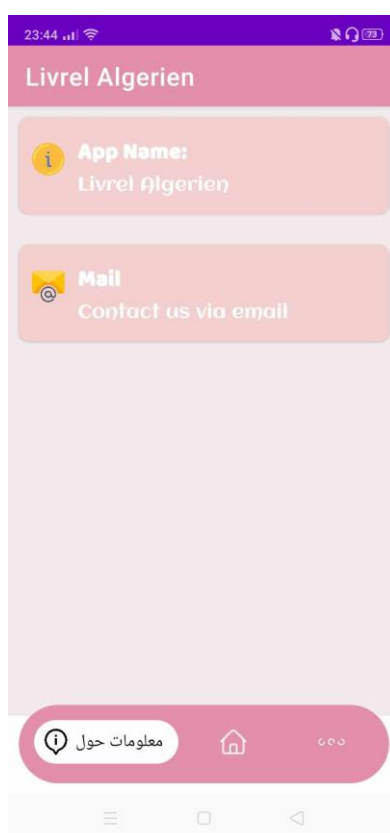 23:44
73
Livrel Algerien
App Name:
Livrel Algerien
Mail
Contact us via email
معلومات حول